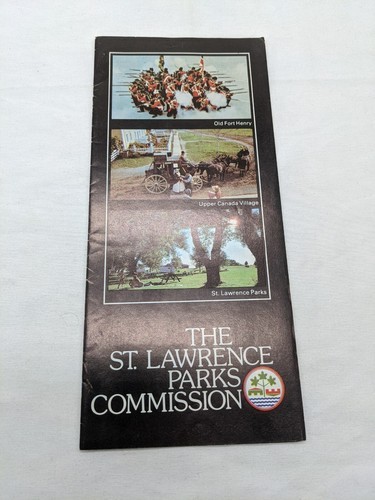 Old Fort Henry
Upper Canada Village
St. Lawrence Parks
THE
ST. LAWRENCE
PARKS
COMMISSION